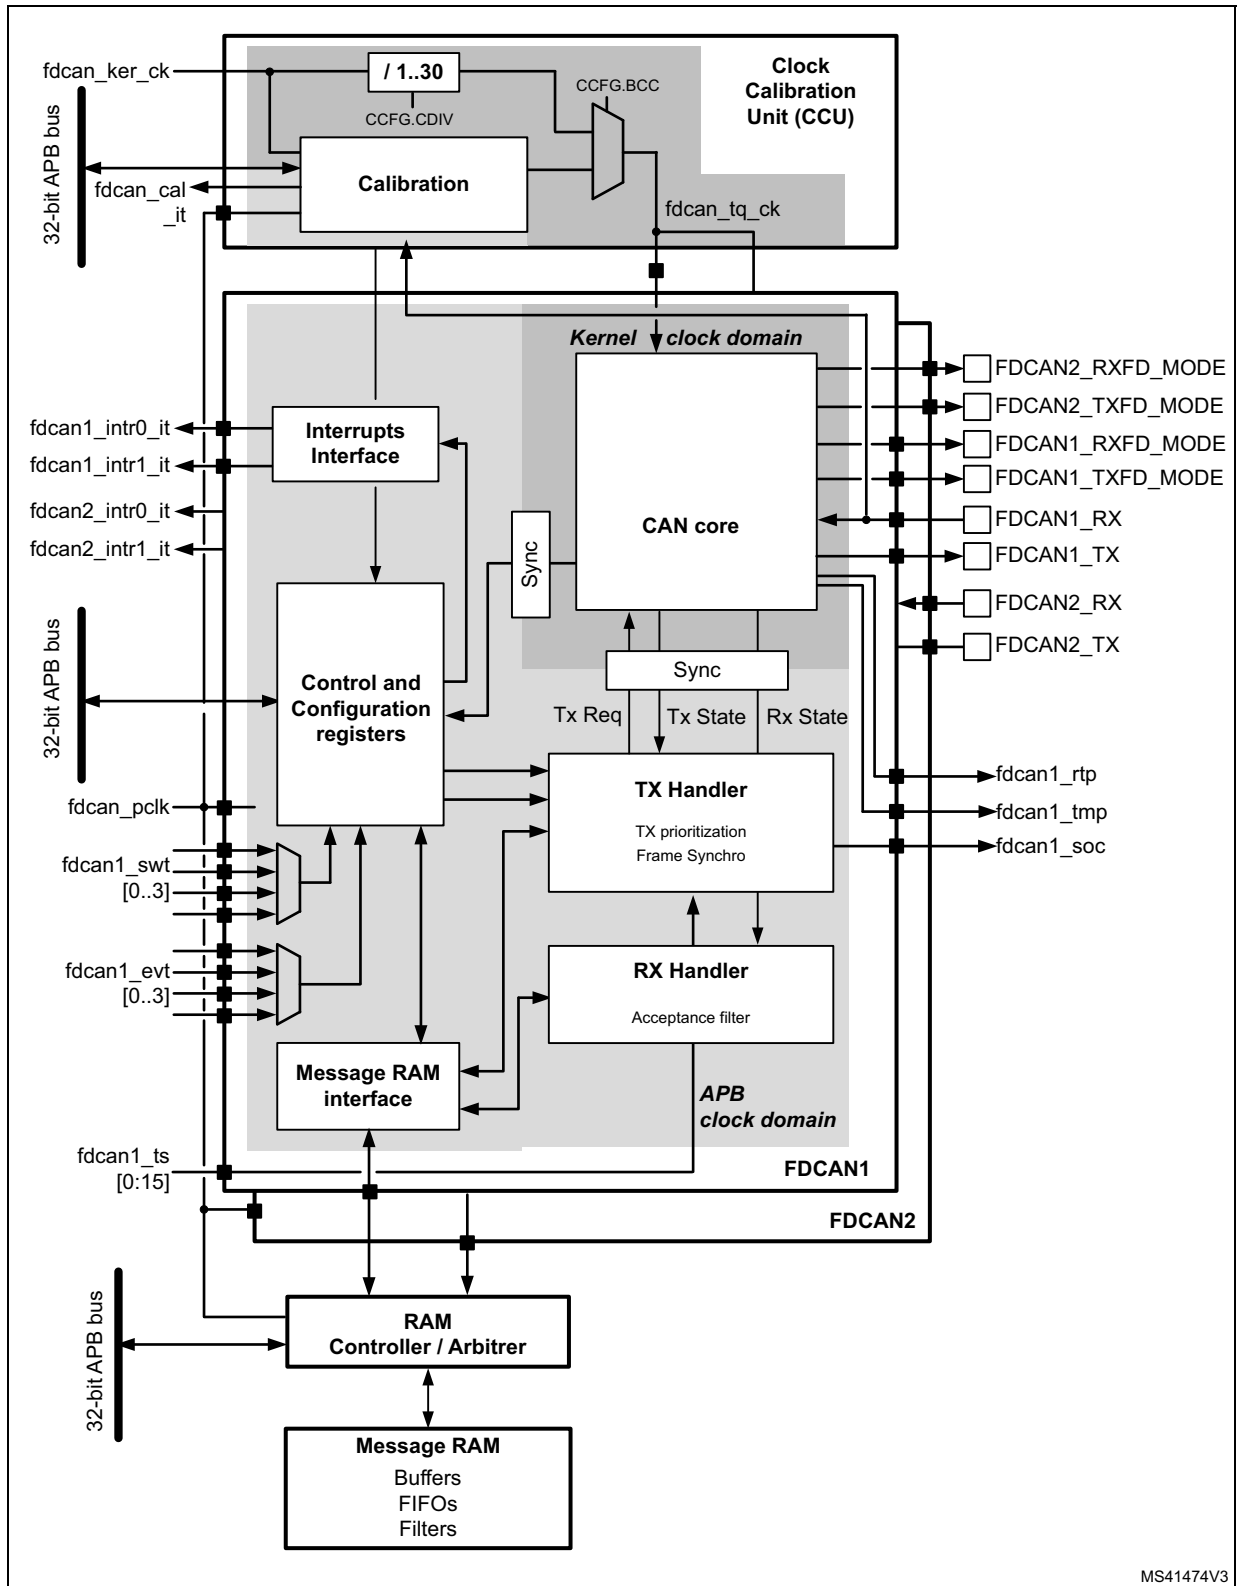 fdcan_ker_ck
/ 1..30
CCFG.CDIV
CCFG.BCC
Clock
Calibration
Unit (CCU)
32-bit APB bus
Calibration
fdcan_cal
_it
fdcan_tq_ck
Kernel clock domain
CAN core
FDCAN2_RXFD_MODE
FDCAN2_TXFD_MODE
FDCAN1_RXFD_MODE
FDCAN1_TXFD_MODE
FDCAN1_RX
FDCAN1_TX
FDCAN2_RX
FDCAN2_TX
fdcan1_intr0_it
fdcan1_intr1_it
fdcan2_intr0_it
fdcan2_intr1_it
Interrupts
Interface
Sync
Sync
32-bit APB bus
Control and
Configuration
registers
Tx Req
Tx State
Rx State
TX Handler
TX prioritization
Frame Synchro
fdcan1_rtp
fdcan1_tmp
fdcan1_soc
fdcan_pclk
fdcan1_swt
[0..3]
fdcan1_evt
[0..3]
RX Handler
Acceptance filter
Message RAM
interface
APB
clock domain
fdcan1_ts
[0:15]
FDCAN1
FDCAN2
32-bit APB bus
RAM
Controller / Arbitrer
Message RAM
Buffers
FIFOs
Filters
MS41474V3